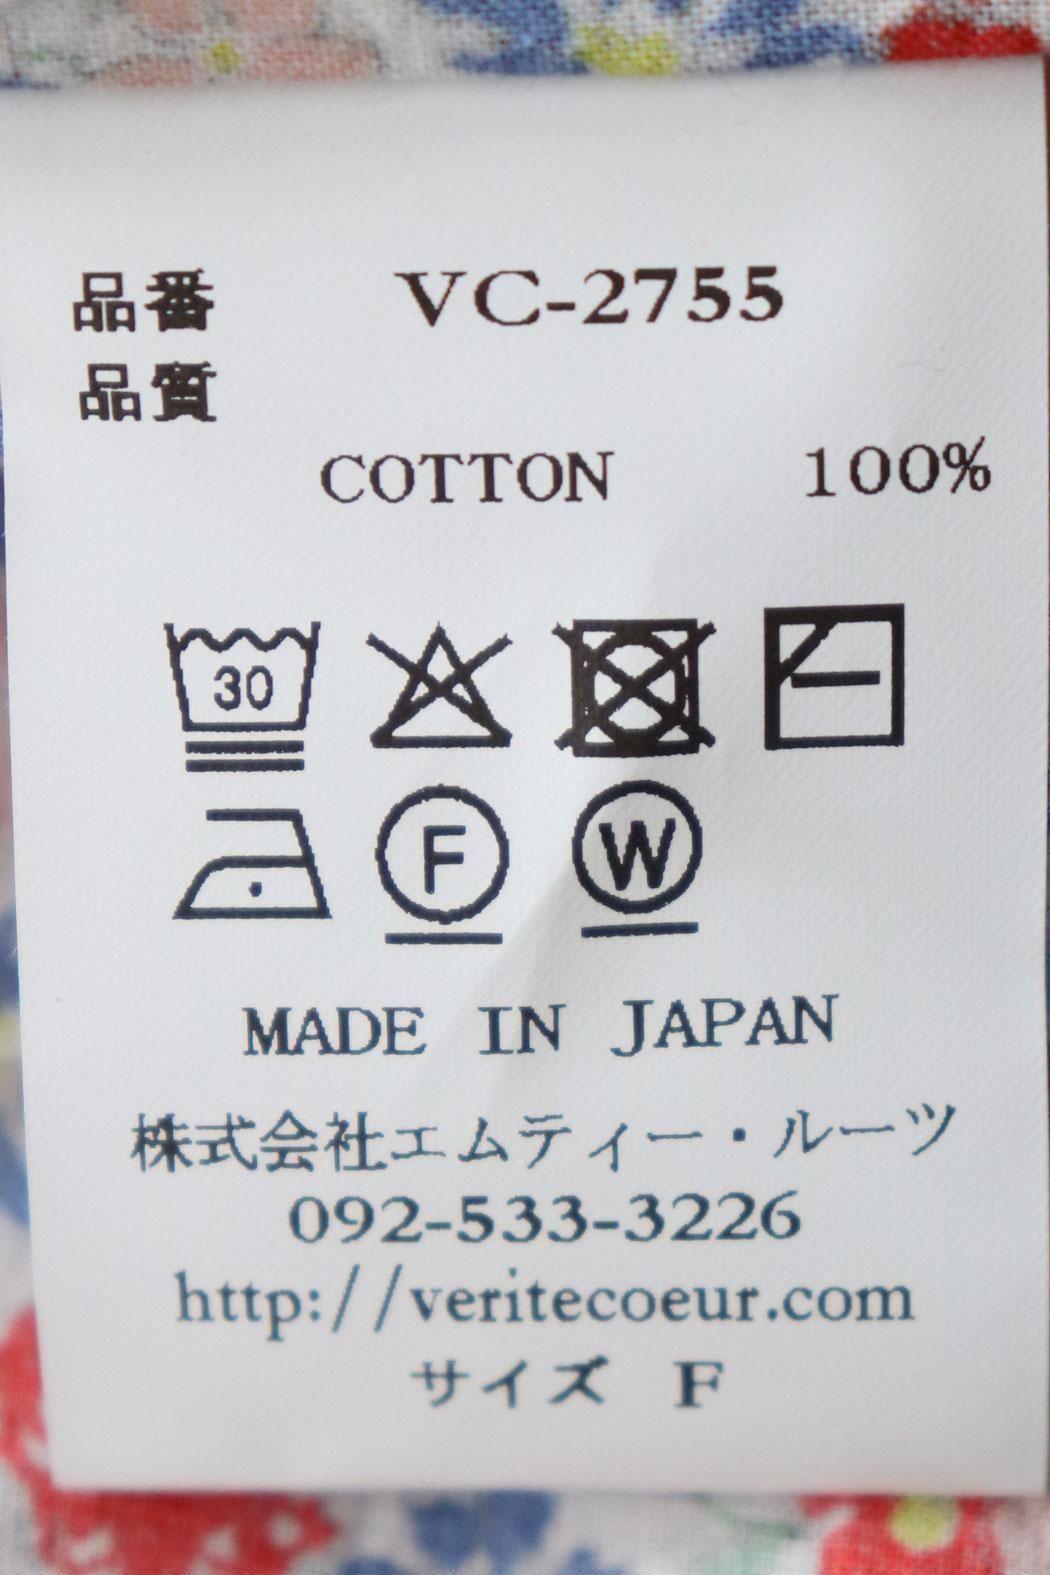 品番 VC-2755
品質
COTTON 100%
30
F W
MADE IN JAPAN
株式会社エムティー・ルーツ
092-533-3226
http://veritecoeur.com
サイズ F